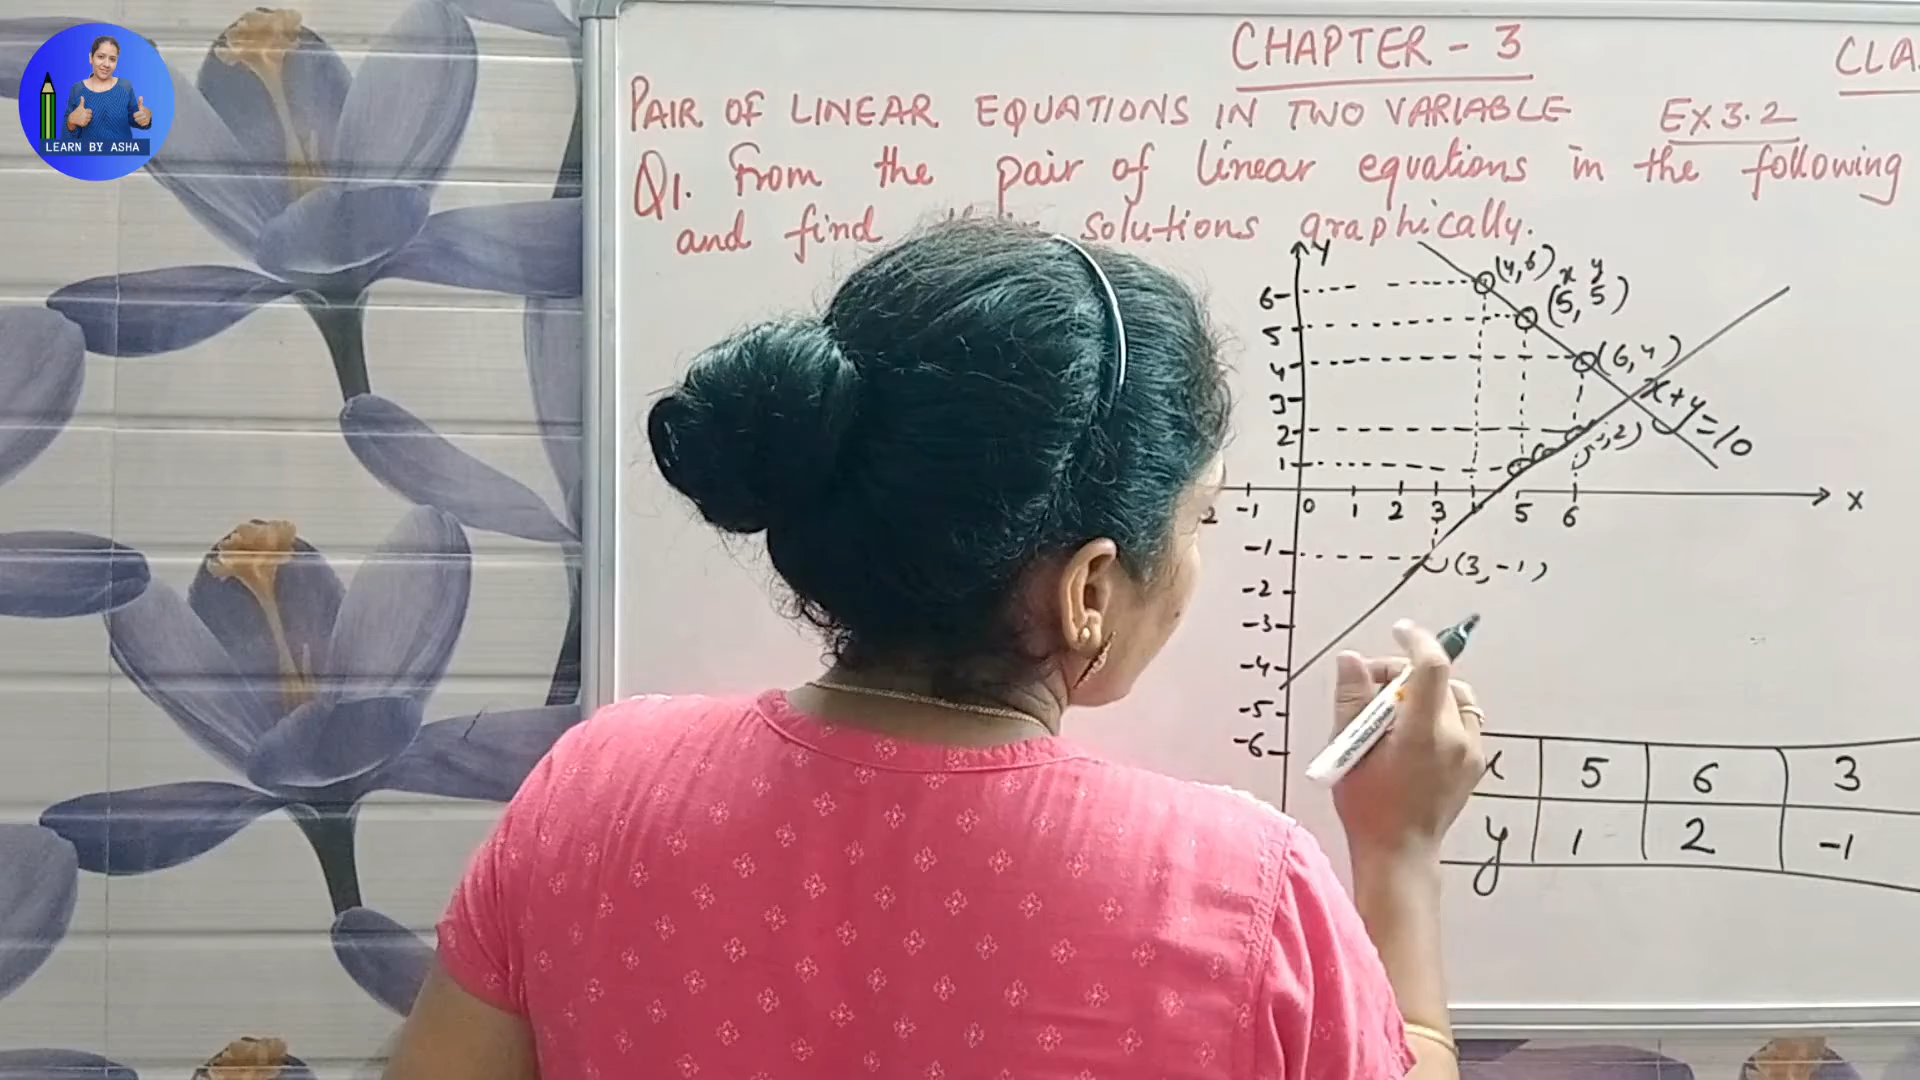 LEARN BY ASHA
CHAPTER - 3
CLA
PAIR OF LINEAR EQUATIONS IN TWO VARIABLE EX 3.2
Q1. From the pair of linear equations in the following
and find solutions graphically.
y
(4,6)
x y
(5, 5)
(6,4)
x+y=10
,2)
(3,-1)
6
5
4
3
2
1
2 -1 0 1 2 3 5 6 x
-1
-2
-3
-4
-5
-6
x 5 6 3
y 1 2 -1